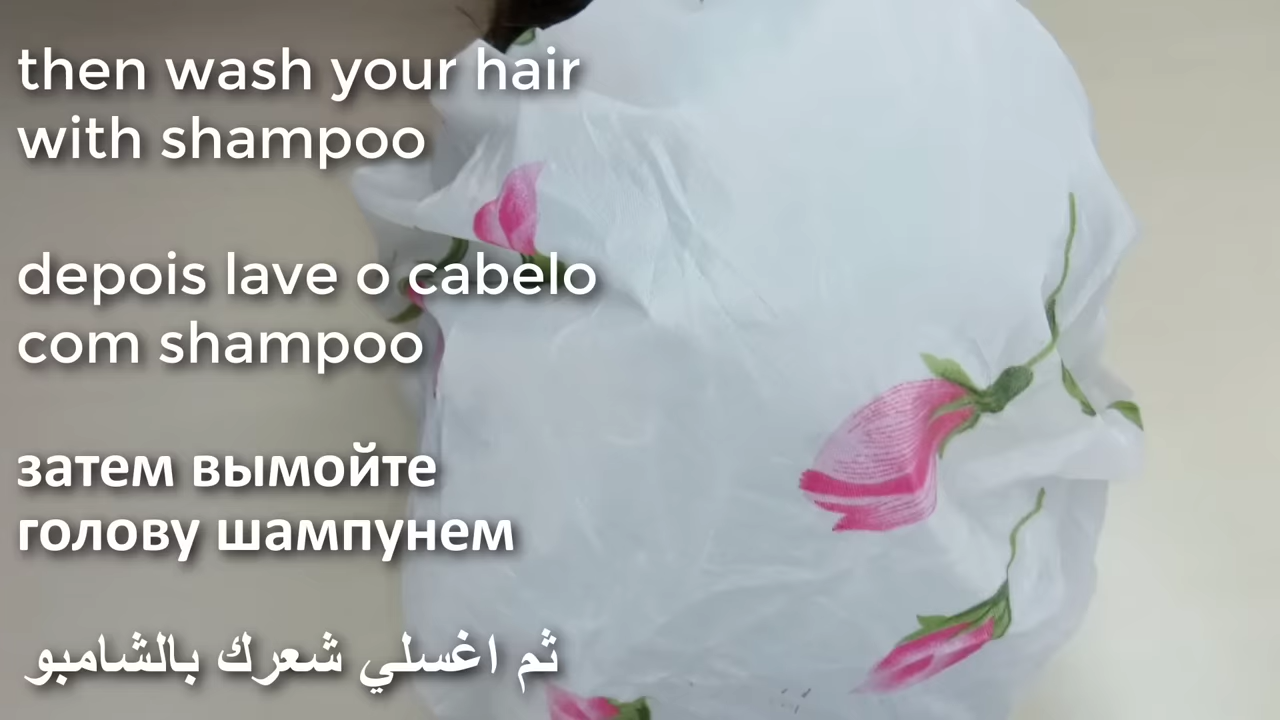 then wash your hair
with shampoo
depois lave o cabelo
com shampoo
затем вымойте
голову шампунем
ثم اغسلي شعرك بالشامبو